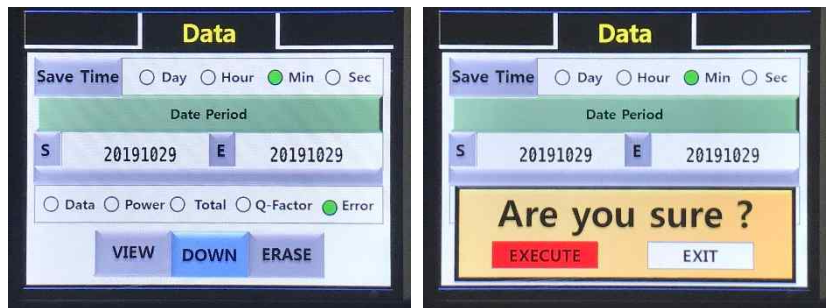 Data
Save Time Day Hour Min Sec
Date Period
S 20191029 E 20191029
Data Power Total Q-Factor Error
VIEW DOWN ERASE
Data
Save Time Day Hour Min Sec
Date Period
S 20191029 E 20191029
Are you sure ?
EXECUTE EXIT